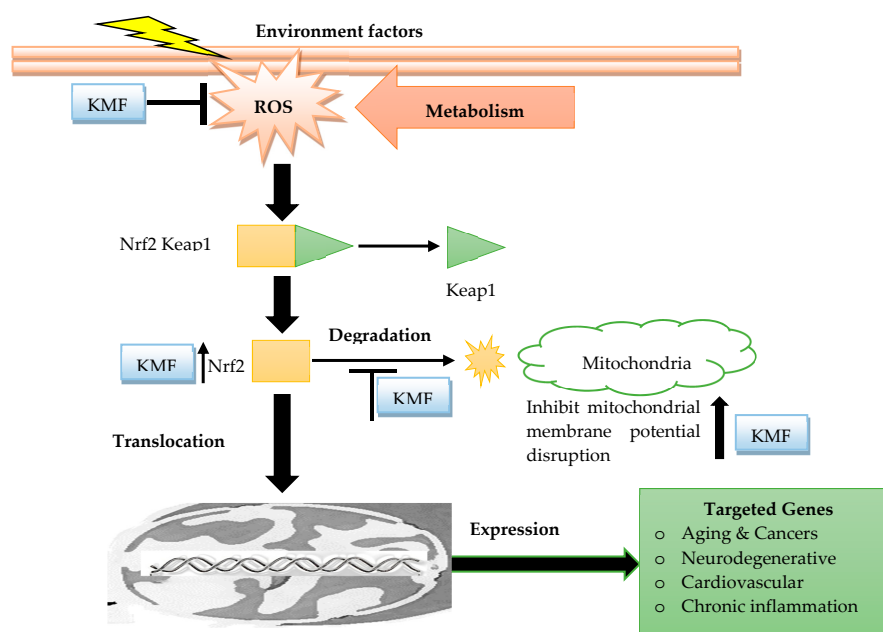 Environment factors
KMF
ROS
Metabolism
Nrf2 Keap1
Keap1
Degradation
KMF
Nrf2
Mitochondria
KMF
Inhibit mitochondrial
membrane potential
disruption
KMF
Translocation
Expression
Targeted Genes
o Aging & Cancers
o Neurodegenerative
o Cardiovascular
o Chronic inflammation